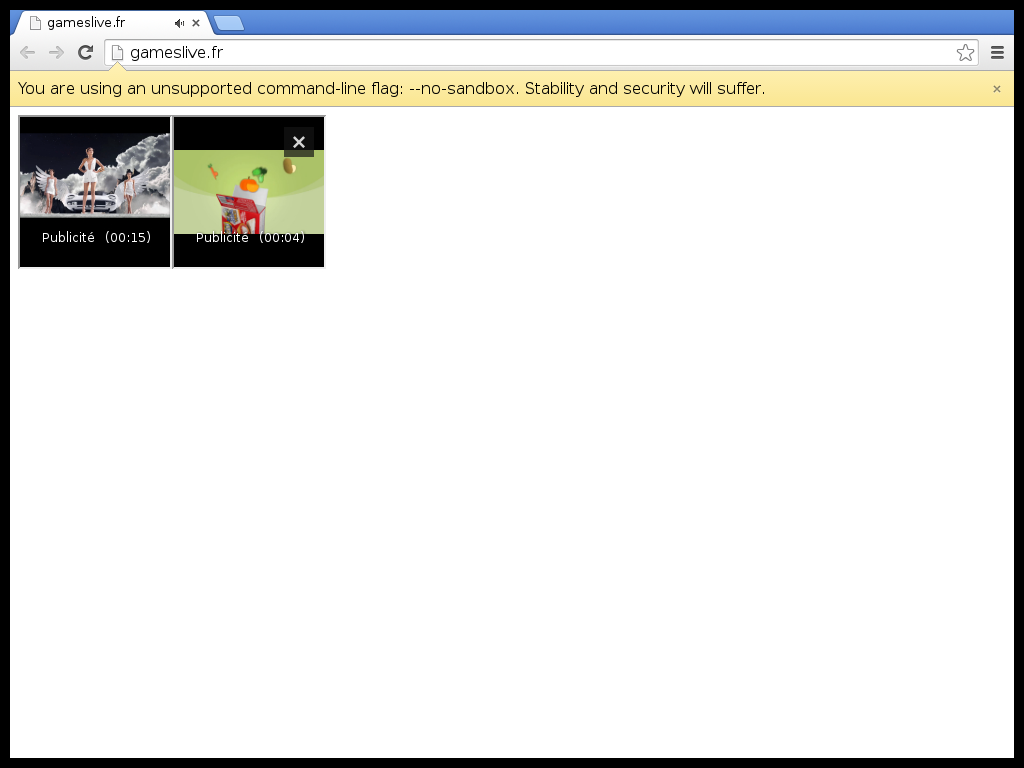 gameslive.fr
gameslive.fr
You are using an unsupported command-line flag: --no-sandbox. Stability and security will suffer.
Publicité (00:15)
Publicité (00:04)